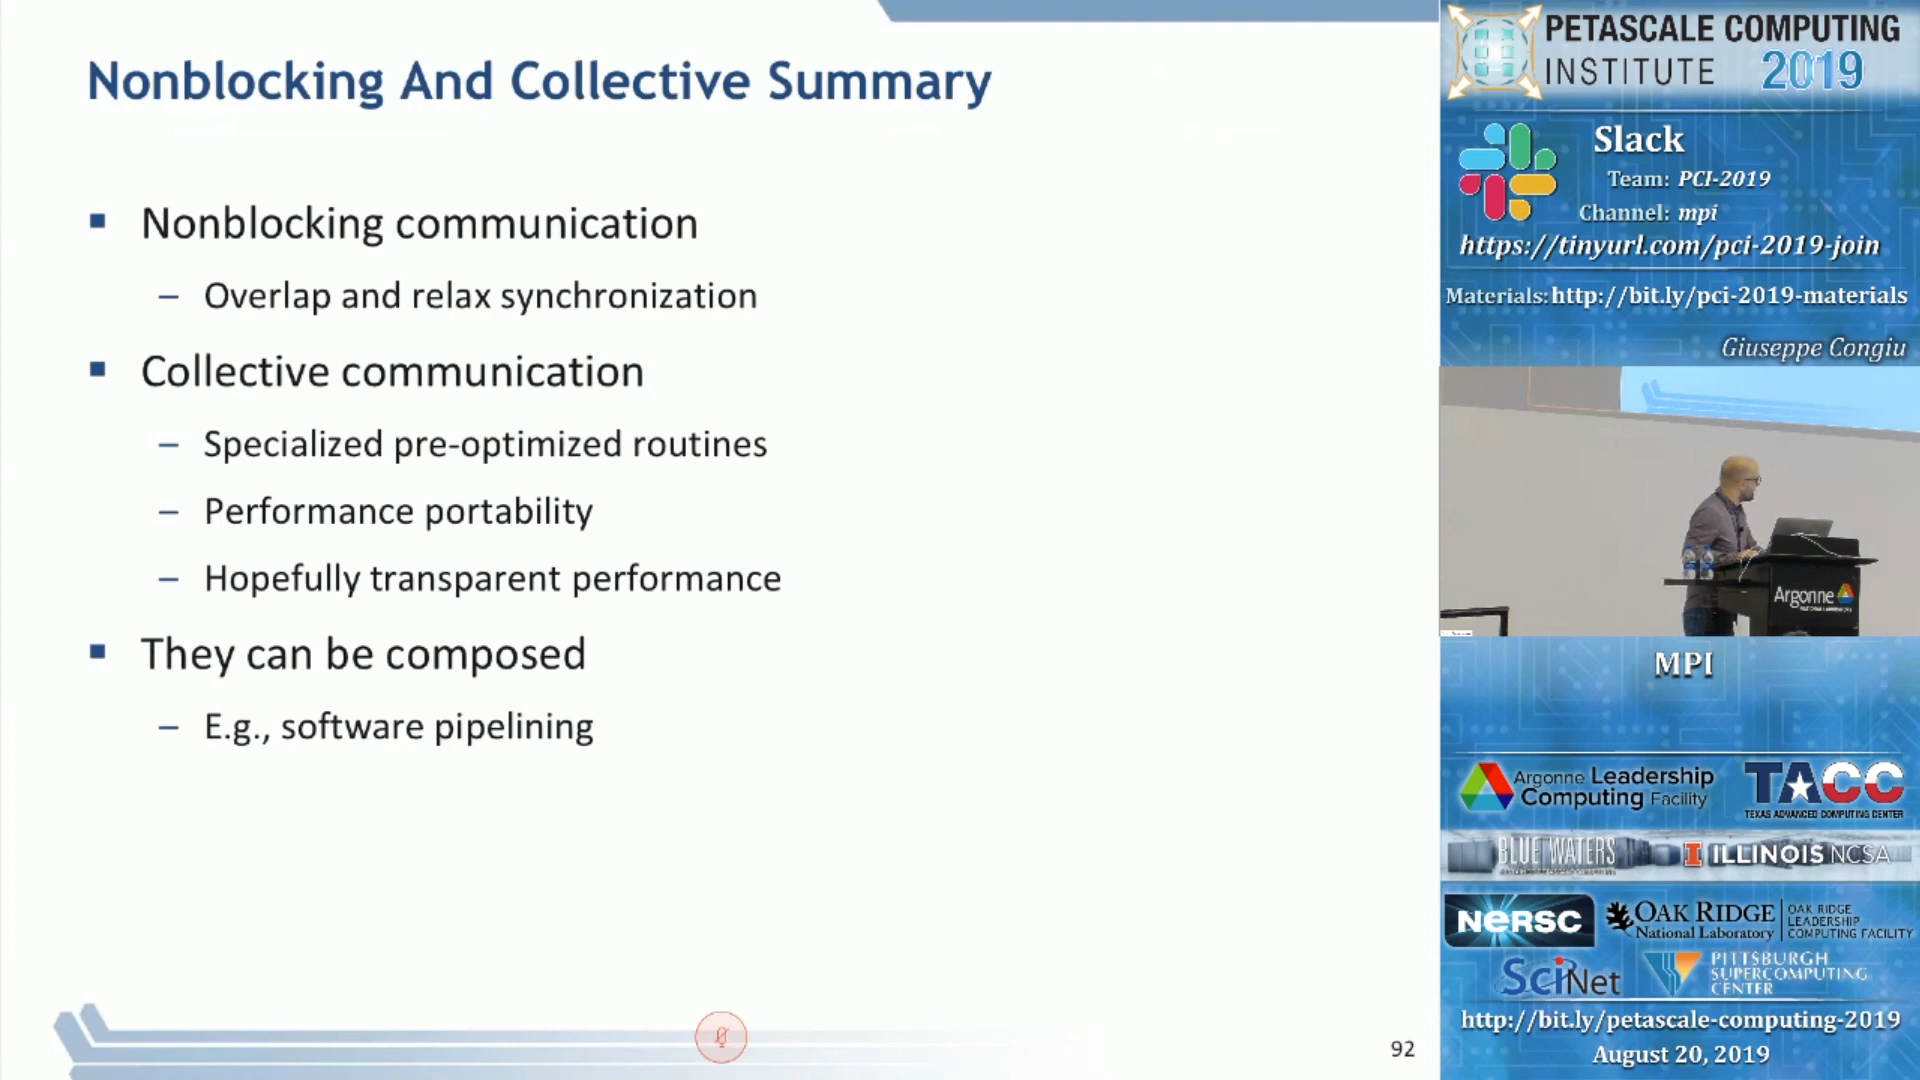 Nonblocking And Collective Summary
Nonblocking communication
– Overlap and relax synchronization
Collective communication
– Specialized pre-optimized routines
– Performance portability
– Hopefully transparent performance
They can be composed
– E.g., software pipelining
92
PETASCALE COMPUTING
INSTITUTE 2019
Slack
Team: PCI-2019
Channel: mpi
https://tinyurl.com/pci-2019-join
Materials: http://bit.ly/pci-2019-materials
Giuseppe Congiu
Argonne
MPI
Argonne Leadership
Computing Facility
TACC
TEXAS ADVANCED COMPUTING CENTER
BLUE WATERS
I ILLINOIS NCSA
NERSC
OAK RIDGE
National Laboratory
OAK RIDGE
LEADERSHIP
COMPUTING FACILITY
SciNet
PITTSBURGH
SUPERCOMPUTING
CENTER
http://bit.ly/petascale-computing-2019
August 20, 2019